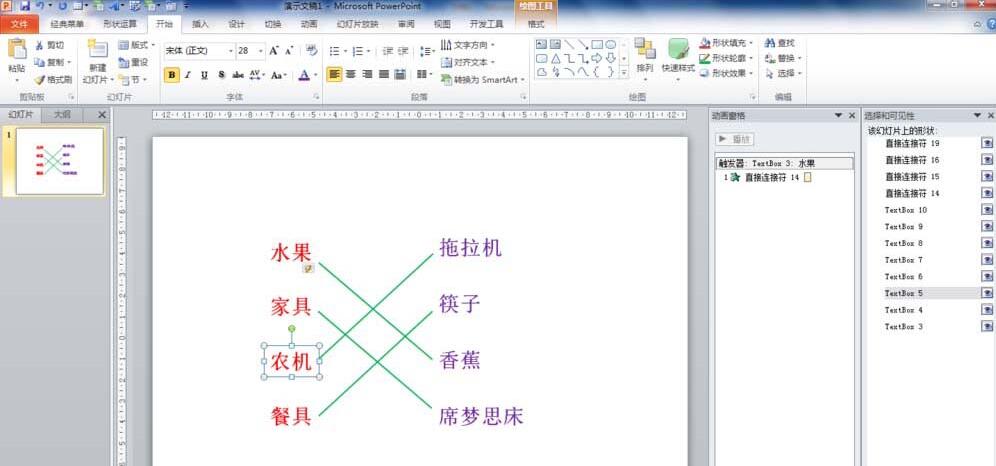 演示文稿1 - Microsoft PowerPoint
绘图工具
文件 经典菜单 形状运算 开始 插入 设计 切换 动画 幻灯片放映 审阅 视图 开发工具 格式
粘贴
剪切
复制
格式刷
剪贴板
新建
幻灯片
版式
重设
节
幻灯片
宋体 (正文) 28
B I U S abc AV Aa A
字体
文字方向
对齐文本
转换为 SmartArt
段落
排列 快速样式
形状填充
形状轮廓
形状效果
绘图
查找
替换
选择
编辑
幻灯片 大纲
1
水果
家具
农机
餐具
拖拉机
筷子
香蕉
席梦思床
动画窗格
播放
触发器: TextBox 3: 水果
1 直接连接符 14
选择和可见性
该幻灯片上的形状:
直接连接符 19
直接连接符 16
直接连接符 15
直接连接符 14
TextBox 10
TextBox 9
TextBox 8
TextBox 7
TextBox 6
TextBox 5
TextBox 4
TextBox 3